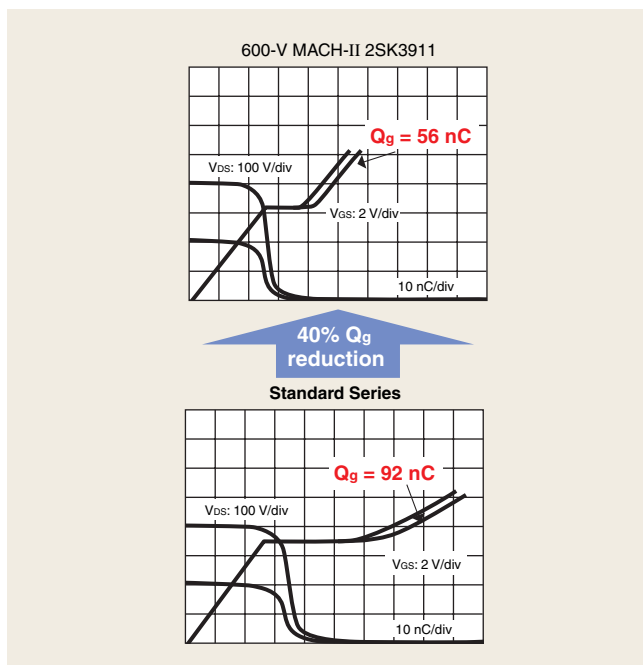 600-V MACH-II 2SK3911
Qg = 56 nC
VDS: 100 V/div
VGS: 2 V/div
10 nC/div
40% Qg
reduction
Standard Series
Qg = 92 nC
VDS: 100 V/div
VGS: 2 V/div
10 nC/div